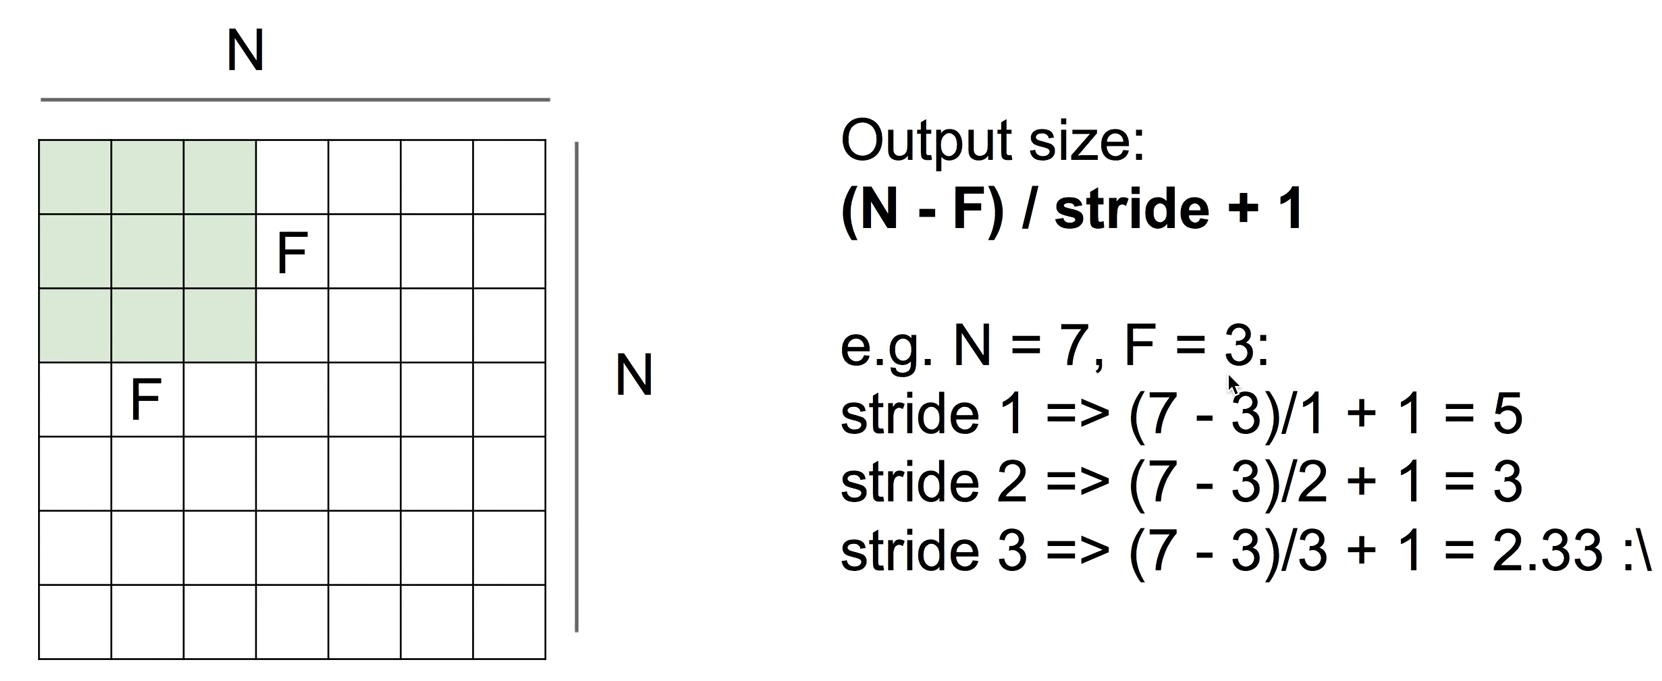 N
F
F
N
Output size:
(N - F) / stride + 1
e.g. N = 7, F = 3:
stride 1 => (7 - 3)/1 + 1 = 5
stride 2 => (7 - 3)/2 + 1 = 3
stride 3 => (7 - 3)/3 + 1 = 2.33 :\